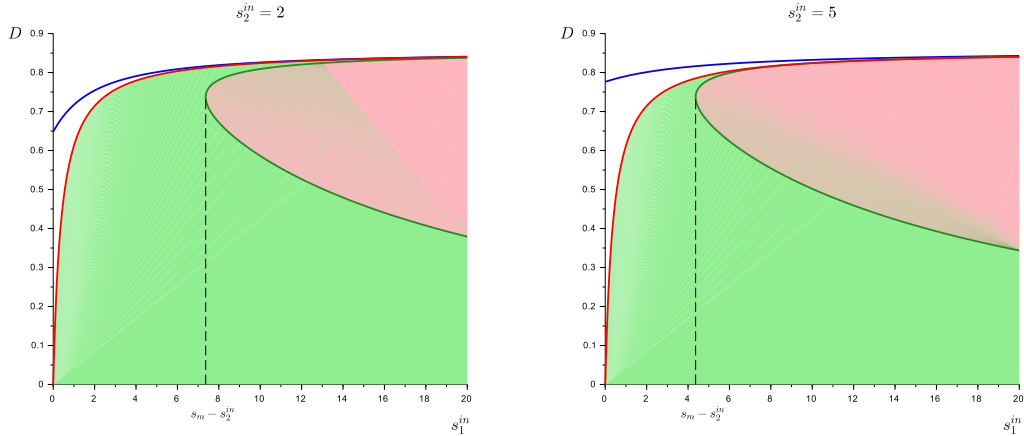 $s_2^{in} = 2$
D
0.9
0.8
0.7
0.6
0.5
0.4
0.3
0.2
0.1
0
0 2 4 6 8 10 12 14 16 18 20
$s_m - s_2^{in}$
$s_1^{in}$
$s_2^{in} = 5$
D
0.9
0.8
0.7
0.6
0.5
0.4
0.3
0.2
0.1
0
0 2 4 6 8 10 12 14 16 18 20
$s_m - s_2^{in}$
$s_1^{in}$